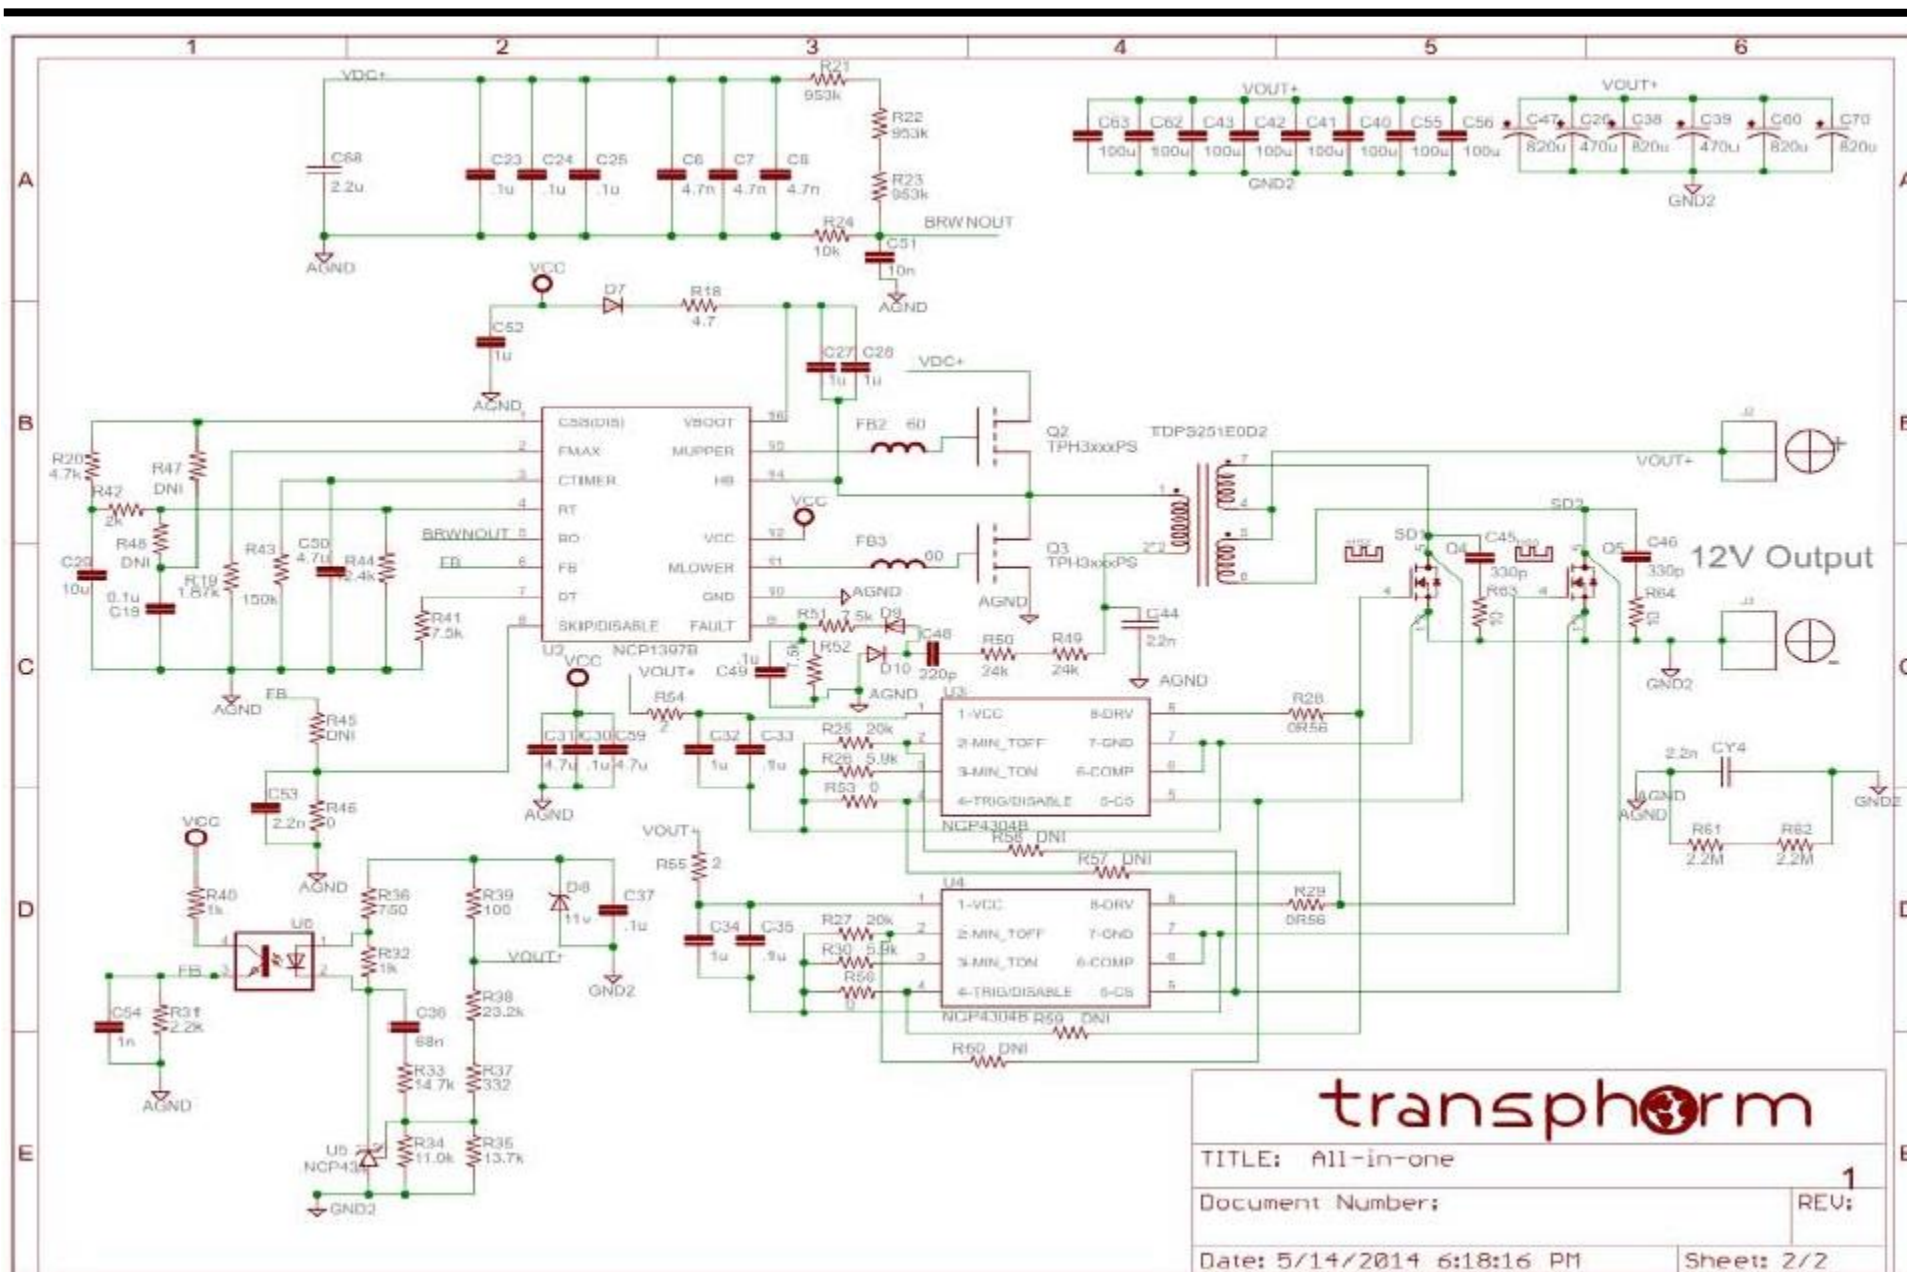 1 2 3 4 5 6
VDC+
R21
953k
R22
953k
R23
953k
R24
10k
BRWNOUT
C51
10n
AGND
C68
2.2u
C23
.1u
C24
.1u
C25
.1u
C6
4.7n
C7
4.7n
C8
4.7n
AGND
VOUT+
C63 C62 C43 C42 C41 C40 C55 C56
100u 100u 100u 100u 100u 100u 100u 100u
GND2
VOUT+
C47 C26 C38 C39 C60 C70
820u 470u 820u 470u 820u 820u
GND2
A
VCC
D7
R18
4.7
C52
1u
AGND
C27
.1u
C28
1u
VDC+
B
CSS(DIS)
FMAX
CTIMER
RT
BO
FB
DT
SKIP/DISABLE
VBOOT
MUPPER
HB
VCC
MLOWER
GND
FAULT
U2
NCP1397B
FB2 60
FB3
60
Q2
TPH3xxxPS
Q3
TPH3xxxPS
AGND
TDPS251E0D2
VOUT+
J2
J3
12V Output
SD1
SD2
Q4
Q5
C45
330p
C46
330p
R63
R64
GND2
R20
4.7k
R47
DNI
R42
2k
R48
DNI
C29
10u
0.1u
C19
R19
1.87k
R43
150k
C50
4.7u
R44
R41
7.5k
BRWNOUT
FB
VCC
AGND
R51 7.5k D9
R52
C49
.1u
D10
AGND
C48
220p
R50
24k
R49
24k
C44
2.2n
AGND
C
AGND
FB
R45
DNI
VCC
VOUT+
R54
2
C31 C30 C59
4.7u .1u 4.7u
AGND
C32
1u
C33
R25 20k
R26 5.9k
R53 0
U3
1-VCC
2-MIN_TOFF
3-MIN_TON
4-TRIG/DISABLE
8-DRV
7-GND
6-COMP
5-CS
NCP4304B
R28
0R56
C53
2.2n
R46
0
AGND
2.2n CY4
AGND
AGND
GND2
R61
2.2M
R62
2.2M
R58 DNI
R57 DNI
VOUT+
R55
2
C34
1u
C35
R27 20k
R30 5.9k
R56
0
U4
1-VCC
2-MIN_TOFF
3-MIN_TON
4-TRIG/DISABLE
8-DRV
7-GND
6-COMP
5-CS
NCP4304B
R29
0R56
R59 DNI
R60 DNI
D
VCC
R40
1k
U6
FB
C54
1n
R31
2.2k
AGND
R36
750
R32
1k
R39
100
D8
11v
C37
.1u
GND2
VOUT+
R38
23.2k
R37
332
C36
68n
R33
14.7k
R34
11.0k
R35
13.7k
U5
NCP43
GND2
E
transphorm
TITLE: All-in-one
1
Document Number:
REV:
Date: 5/14/2014 6:18:16 PM
Sheet: 2/2